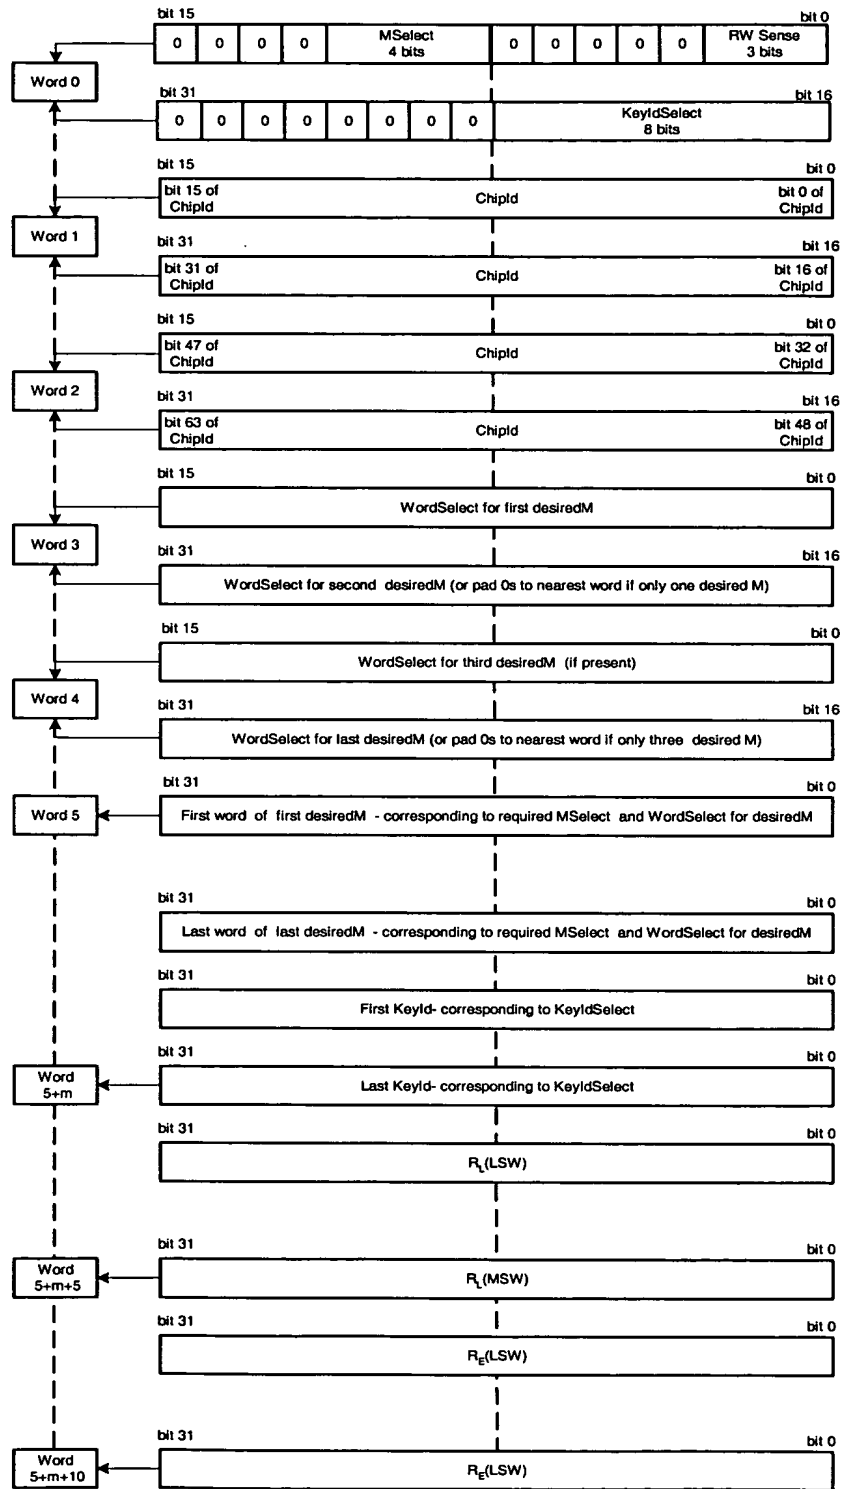 bit 15
bit 0
0 0 0 0 MSelect 4 bits 0 0 0 0 0 RW Sense 3 bits
Word 0
bit 31
bit 16
0 0 0 0 0 0 0 0 KeyIdSelect 8 bits
bit 15
bit 0
bit 15 of ChipId
ChipId
bit 0 of ChipId
Word 1
bit 31
bit 16
bit 31 of ChipId
ChipId
bit 16 of ChipId
bit 15
bit 0
bit 47 of ChipId
ChipId
bit 32 of ChipId
Word 2
bit 31
bit 16
bit 63 of ChipId
ChipId
bit 48 of ChipId
bit 15
bit 0
WordSelect for first desiredM
Word 3
bit 31
bit 16
WordSelect for second desiredM (or pad 0s to nearest word if only one desired M)
bit 15
bit 0
WordSelect for third desiredM (if present)
Word 4
bit 31
bit 16
WordSelect for last desiredM (or pad 0s to nearest word if only three desired M)
bit 31
bit 0
Word 5
First word of first desiredM - corresponding to required MSelect and WordSelect for desiredM
bit 31
bit 0
Last word of last desiredM - corresponding to required MSelect and WordSelect for desiredM
bit 31
bit 0
First KeyId- corresponding to KeyIdSelect
bit 31
bit 0
Word 5+m
Last KeyId- corresponding to KeyIdSelect
bit 31
bit 0
R_L(LSW)
bit 31
bit 0
Word 5+m+5
R_L(MSW)
bit 31
bit 0
R_E(LSW)
bit 31
bit 0
Word 5+m+10
R_E(LSW)